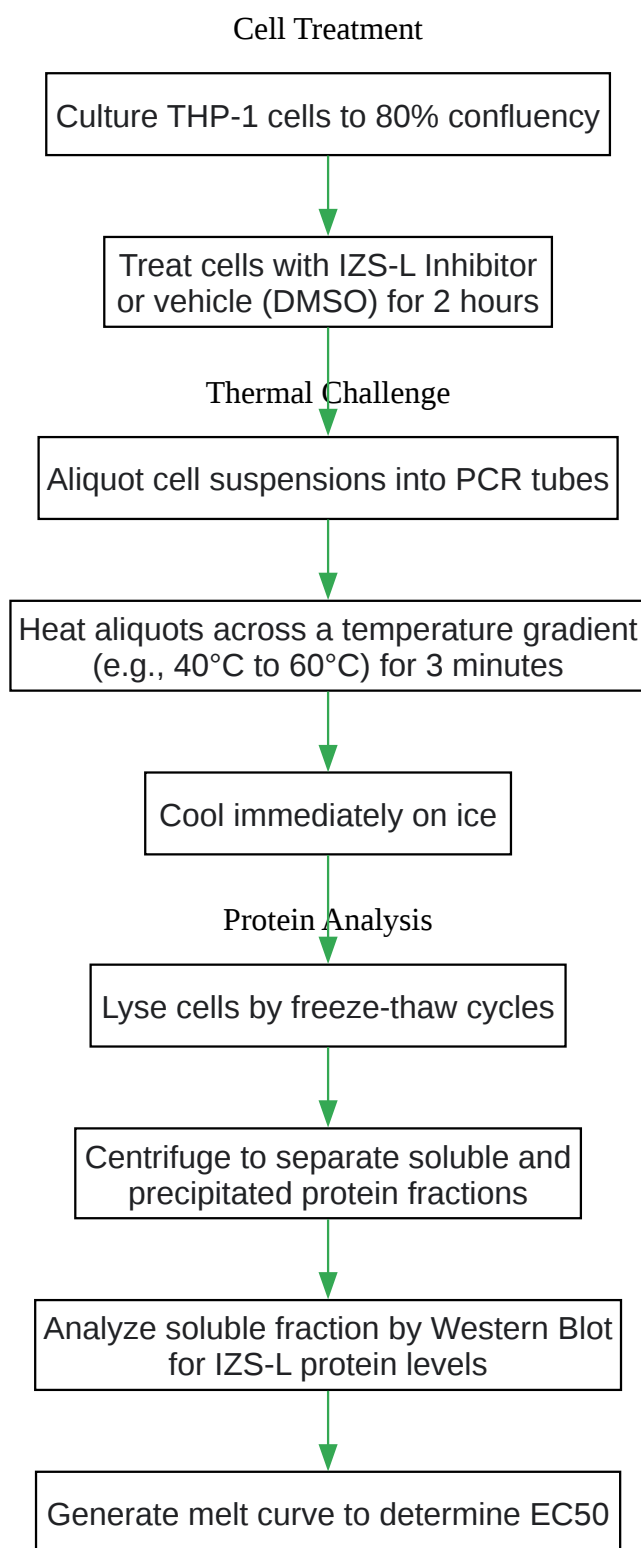 Cell Treatment
Culture THP-1 cells to 80% confluency
Treat cells with IZS-L Inhibitor
or vehicle (DMSO) for 2 hours
Thermal Challenge
Aliquot cell suspensions into PCR tubes
Heat aliquots across a temperature gradient
(e.g., 40°C to 60°C) for 3 minutes
Cool immediately on ice
Protein Analysis
Lyse cells by freeze-thaw cycles
Centrifuge to separate soluble and
precipitated protein fractions
Analyze soluble fraction by Western Blot
for IZS-L protein levels
Generate melt curve to determine EC50